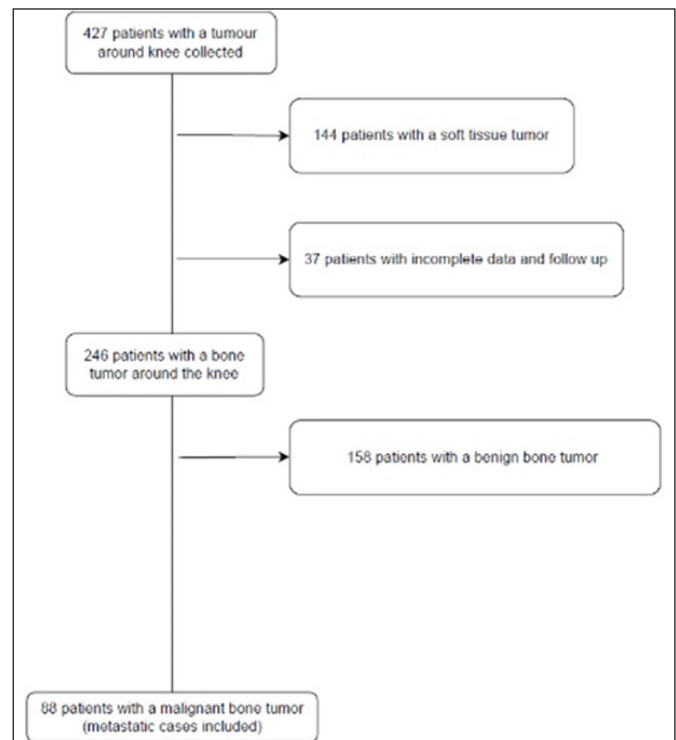 427 patients with a tumour
around knee collected
144 patients with a soft tissue tumor
37 patients with incomplete data and follow up
246 patients with a bone
tumor around the knee
158 patients with a benign bone tumor
88 patients with a malignant bone tumor
(metastatic cases included)